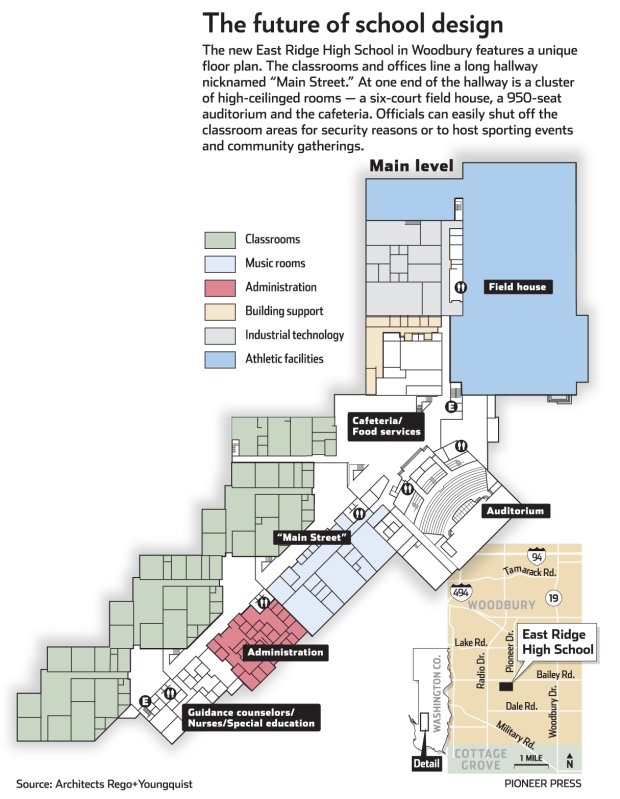 The future of school design
The new East Ridge High School in Woodbury features a unique
floor plan. The classrooms and offices line a long hallway
nicknamed “Main Street.” At one end of the hallway is a cluster
of high-ceilinged rooms — a six-court field house, a 950-seat
auditorium and the cafeteria. Officials can easily shut off the
classroom areas for security reasons or to host sporting events
and community gatherings.
Main level
Classrooms
Music rooms
Administration
Building support
Industrial technology
Athletic facilities
Field house
E
Cafeteria/
Food services
Auditorium
“Main Street”
Administration
E
Guidance counselors/
Nurses/Special education
94
Tamarack Rd.
494
19
WOODBURY
East Ridge
High School
Lake Rd.
Pioneer Dr.
Radio Dr.
Bailey Rd.
Woodbury Dr.
Dale Rd.
WASHINGTON CO.
Military Rd.
COTTAGE
GROVE
1 MILE
N
Detail
Source: Architects Rego+Youngquist
PIONEER PRESS